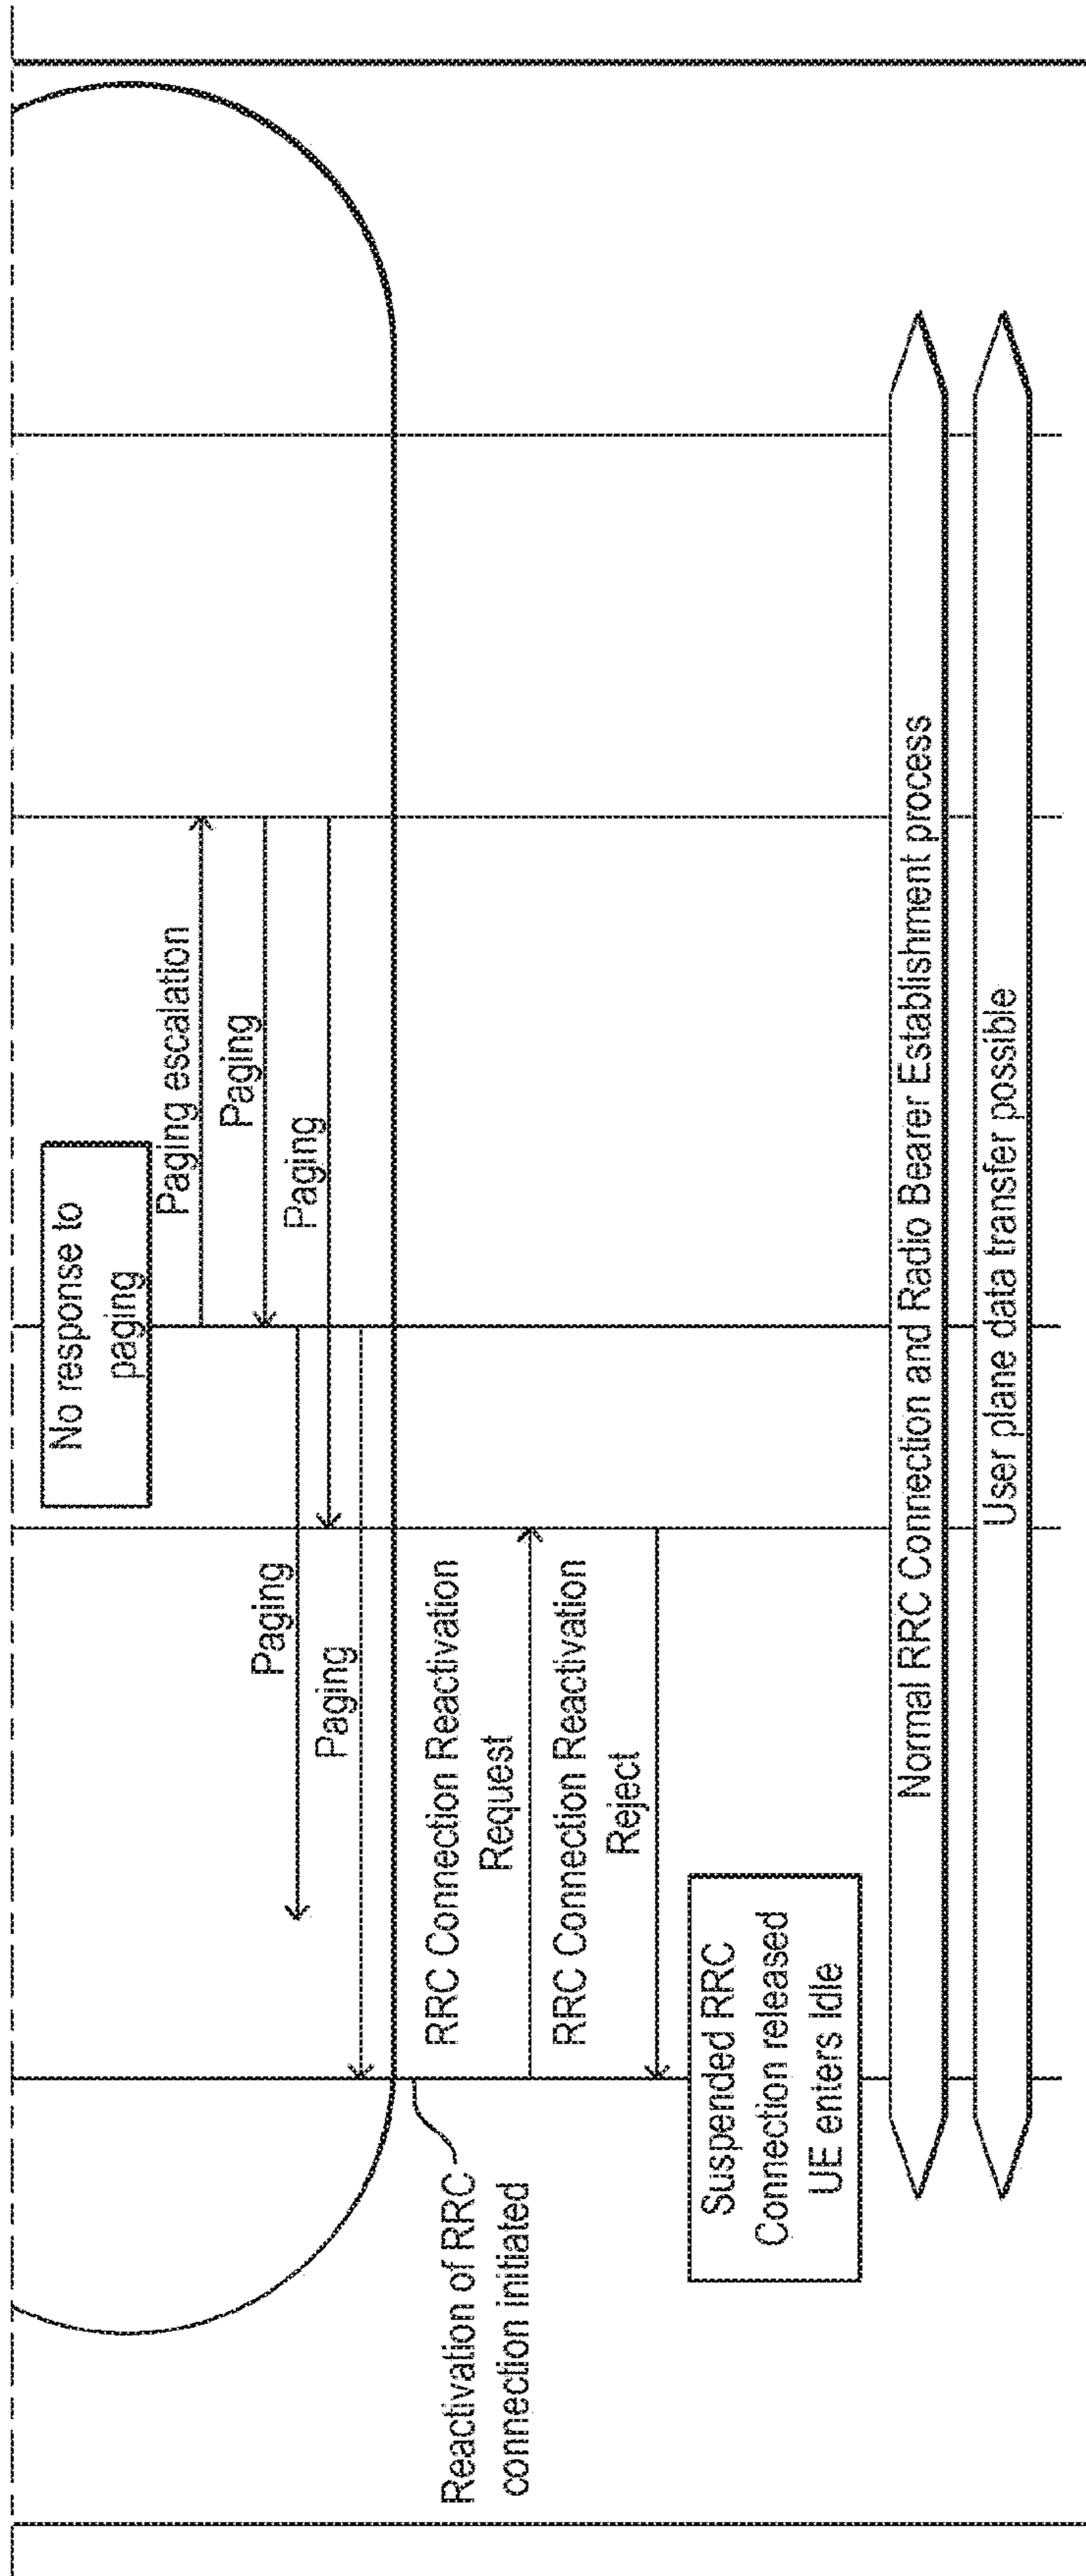 No response to
paging
Paging escalation
Paging
Paging
Paging
Paging
Reactivation of RRC
connection initiated
RRC Connection Reactivation
Request
RRC Connection Reactivation
Reject
Suspended RRC
Connection released
UE enters Idle
Normal RRC Connection and Radio Bearer Establishment process
User plane data transfer possible